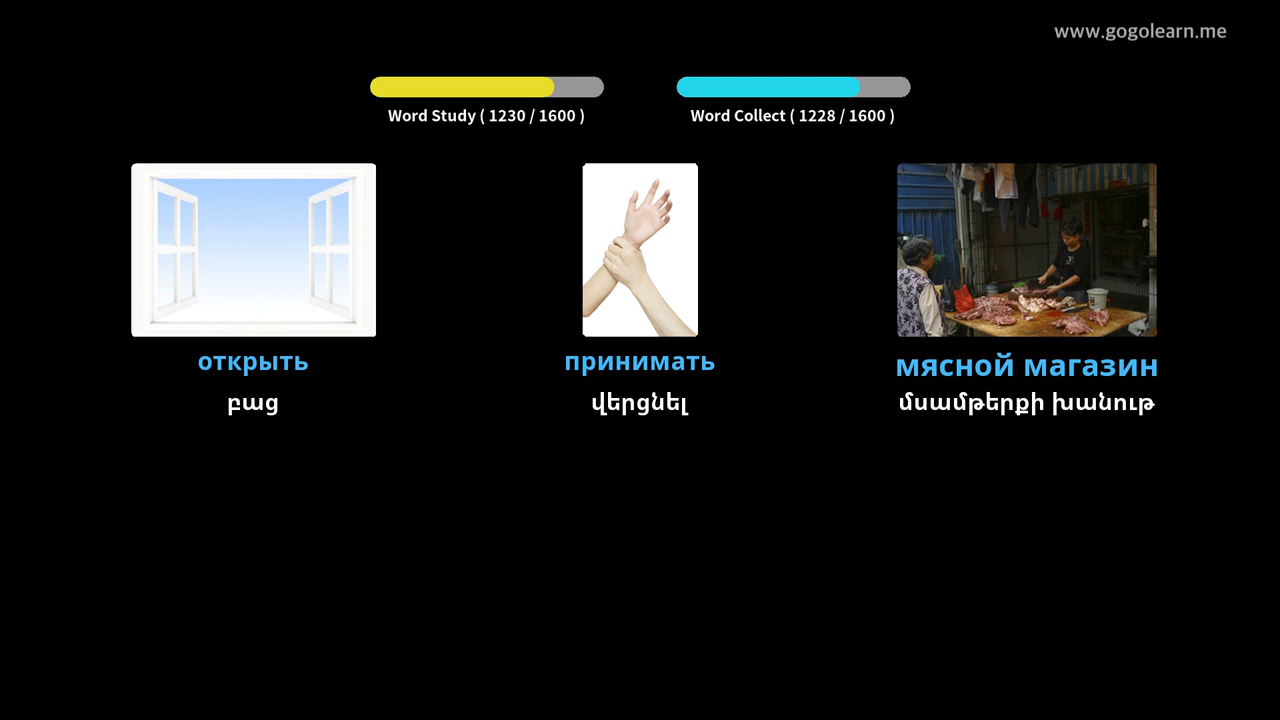 www.gogolearn.me
Word Study ( 1230 / 1600 )
Word Collect ( 1228 / 1600 )
открыть
բաց
принимать
վերցնել
мясной магазин
մսամթերքի խանութ